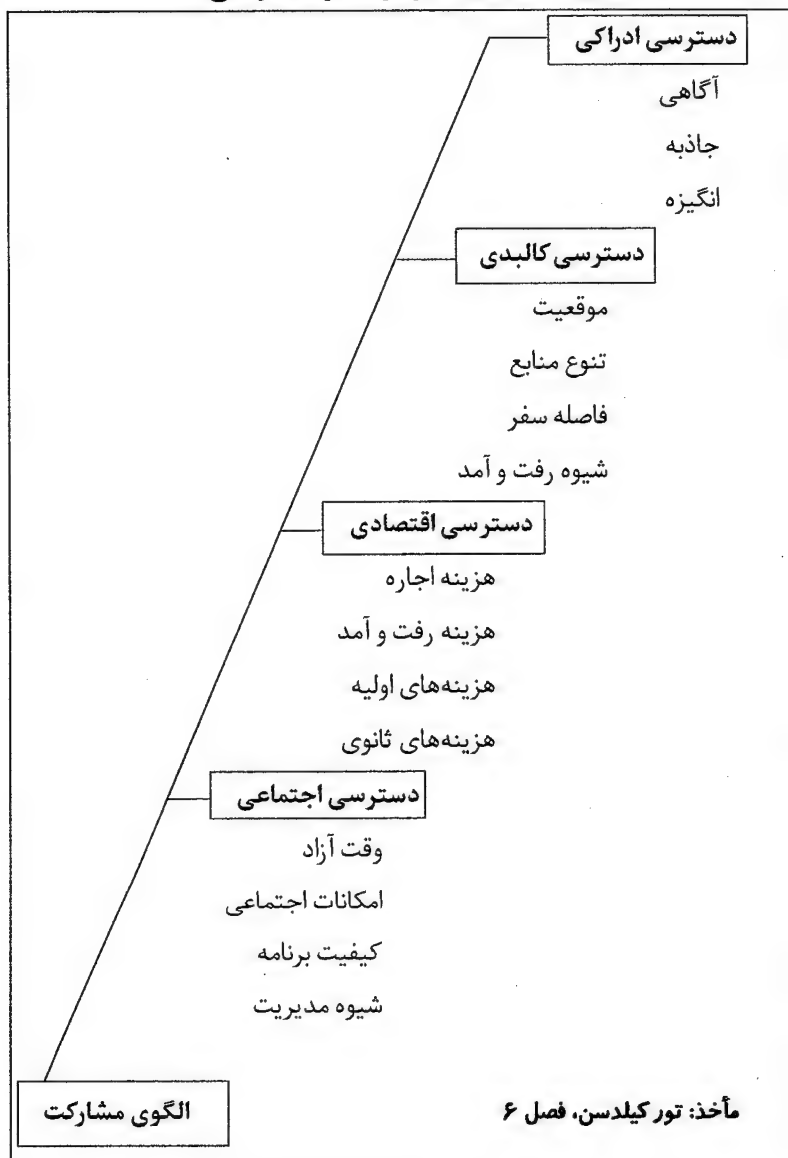 دسترسی ادراکی
آگاهی
جاذبه
انگیزه
دسترسی کالبدی
موقعیت
تنوع منابع
فاصله سفر
شیوه رفت و آمد
دسترسی اقتصادی
هزینه اجاره
هزینه رفت و آمد
هزینه‌های اولیه
هزینه‌های ثانوی
دسترسی اجتماعی
وقت آزاد
امکانات اجتماعی
کیفیت برنامه
شیوه مدیریت
الگوی مشارکت
مأخذ: تور کیلدسن، فصل ۶